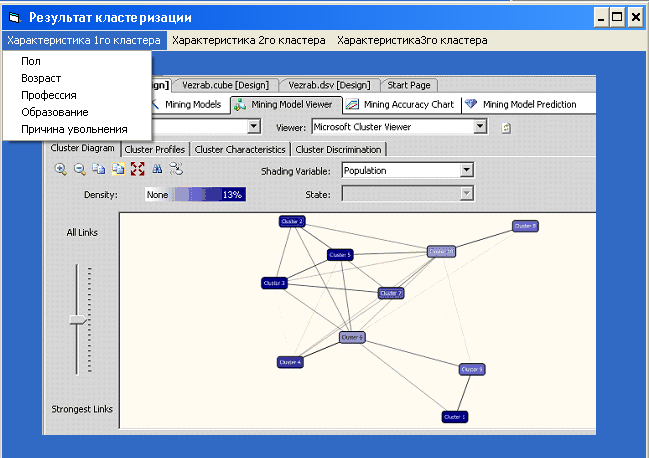 Результат кластеризации
Характеристика 1го кластера Характеристика 2го кластера Характеристика3го кластера
Пол
Возраст
Профессия
Образование
Причина увольнения
[Design] Vezrab.cube [Design] Vezrab.dsv [Design] Start Page
Mining Models Mining Model Viewer Mining Accuracy Chart Mining Model Prediction
Viewer: Microsoft Cluster Viewer
Cluster Diagram Cluster Profiles Cluster Characteristics Cluster Discrimination
Shading Variable: Population
Density: None 13% State:
All Links
Cluster 2
Cluster 8
Cluster 10
Cluster 5
Cluster 3
Cluster 7
Cluster 6
Cluster 4
Cluster 9
Strongest Links
Cluster 1